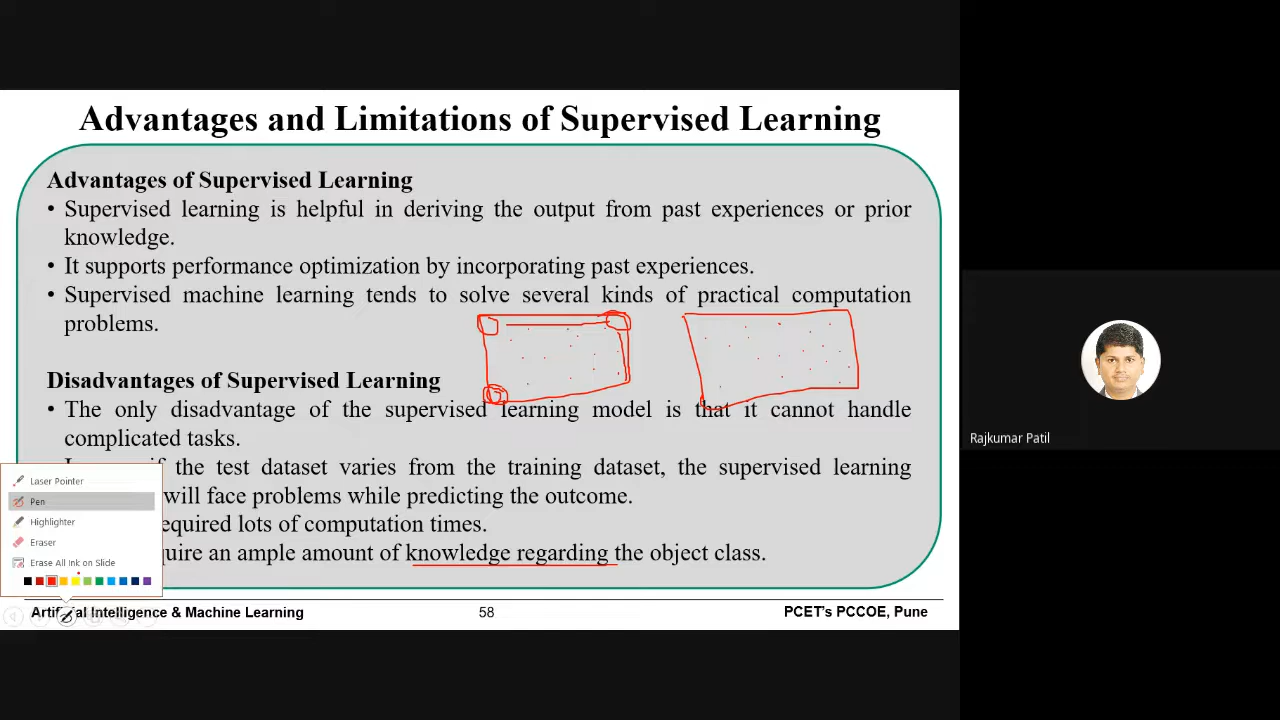 Advantages and Limitations of Supervised Learning
Advantages of Supervised Learning
• Supervised learning is helpful in deriving the output from past experiences or prior
knowledge.
• It supports performance optimization by incorporating past experiences.
• Supervised machine learning tends to solve several kinds of practical computation
problems.
Disadvantages of Supervised Learning
• The only disadvantage of the supervised learning model is that it cannot handle
complicated tasks.
the test dataset varies from the training dataset, the supervised learning
will face problems while predicting the outcome.
lots of computation times.
an ample amount of knowledge regarding the object class.
Laser Pointer
Pen
Highlighter
Eraser
Erase All Ink on Slide
Artificial Intelligence & Machine Learning
58
PCET's PCCOE, Pune
Rajkumar Patil